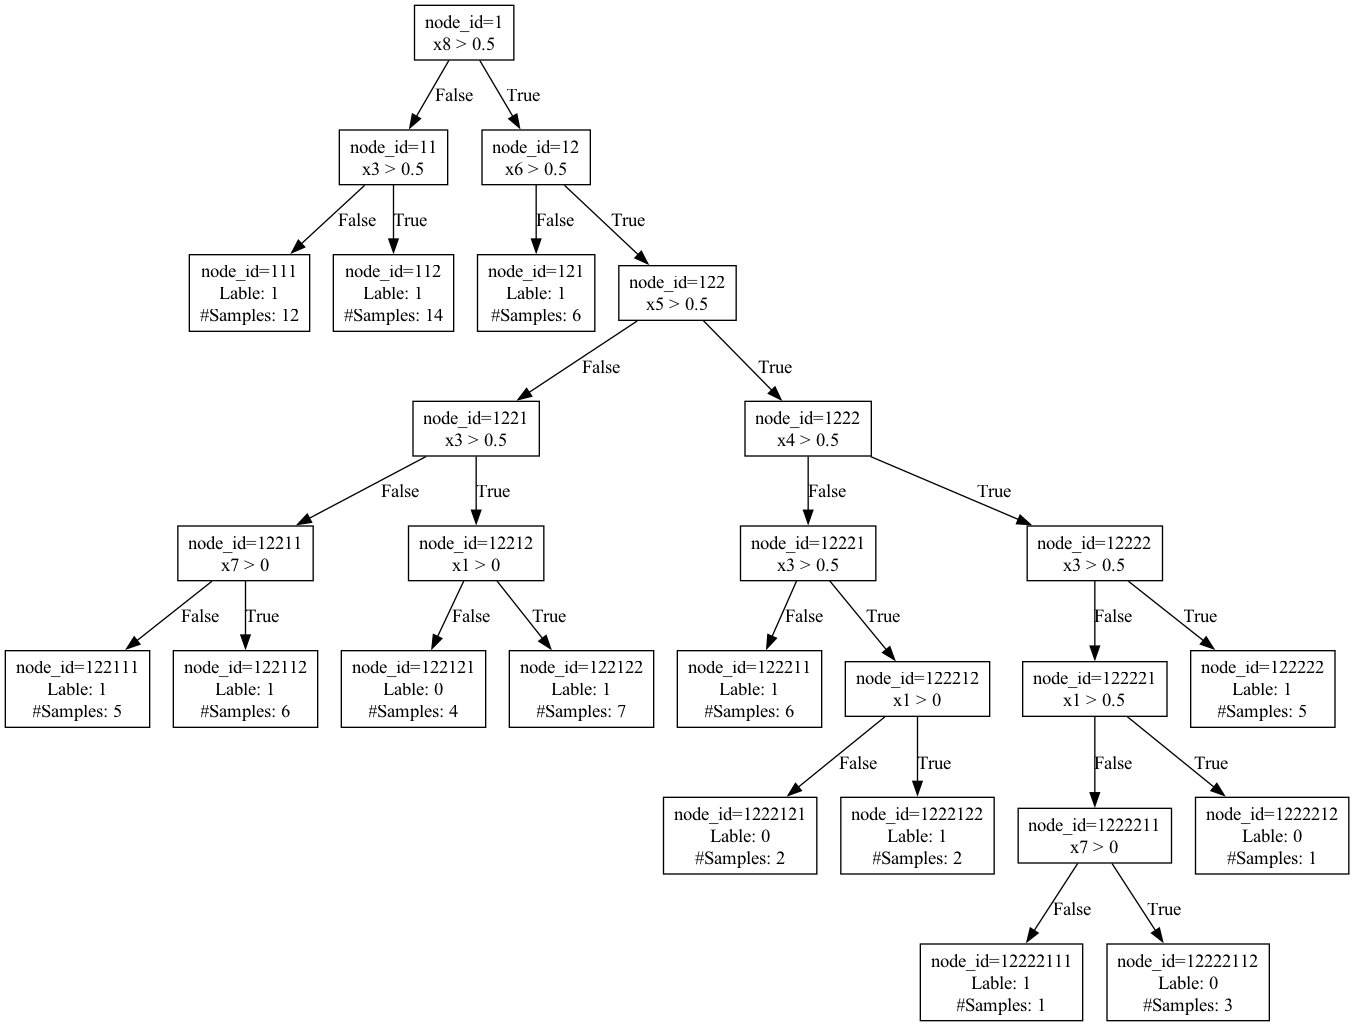 node_id=1
x8 > 0.5
False
True
node_id=11
x3 > 0.5
node_id=12
x6 > 0.5
False
True
False
True
node_id=111
Lable: 1
#Samples: 12
node_id=112
Lable: 1
#Samples: 14
node_id=121
Lable: 1
#Samples: 6
node_id=122
x5 > 0.5
False
True
node_id=1221
x3 > 0.5
node_id=1222
x4 > 0.5
False
True
False
True
node_id=12211
x7 > 0
node_id=12212
x1 > 0
node_id=12221
x3 > 0.5
node_id=12222
x3 > 0.5
False
True
False
True
False
True
False
True
node_id=122111
Lable: 1
#Samples: 5
node_id=122112
Lable: 1
#Samples: 6
node_id=122121
Lable: 0
#Samples: 4
node_id=122122
Lable: 1
#Samples: 7
node_id=122211
Lable: 1
#Samples: 6
node_id=122212
x1 > 0
node_id=122221
x1 > 0.5
node_id=122222
Lable: 1
#Samples: 5
False
True
False
True
node_id=1222121
Lable: 0
#Samples: 2
node_id=1222122
Lable: 1
#Samples: 2
node_id=1222211
x7 > 0
node_id=1222212
Lable: 0
#Samples: 1
False
True
node_id=12222111
Lable: 1
#Samples: 1
node_id=12222112
Lable: 0
#Samples: 3